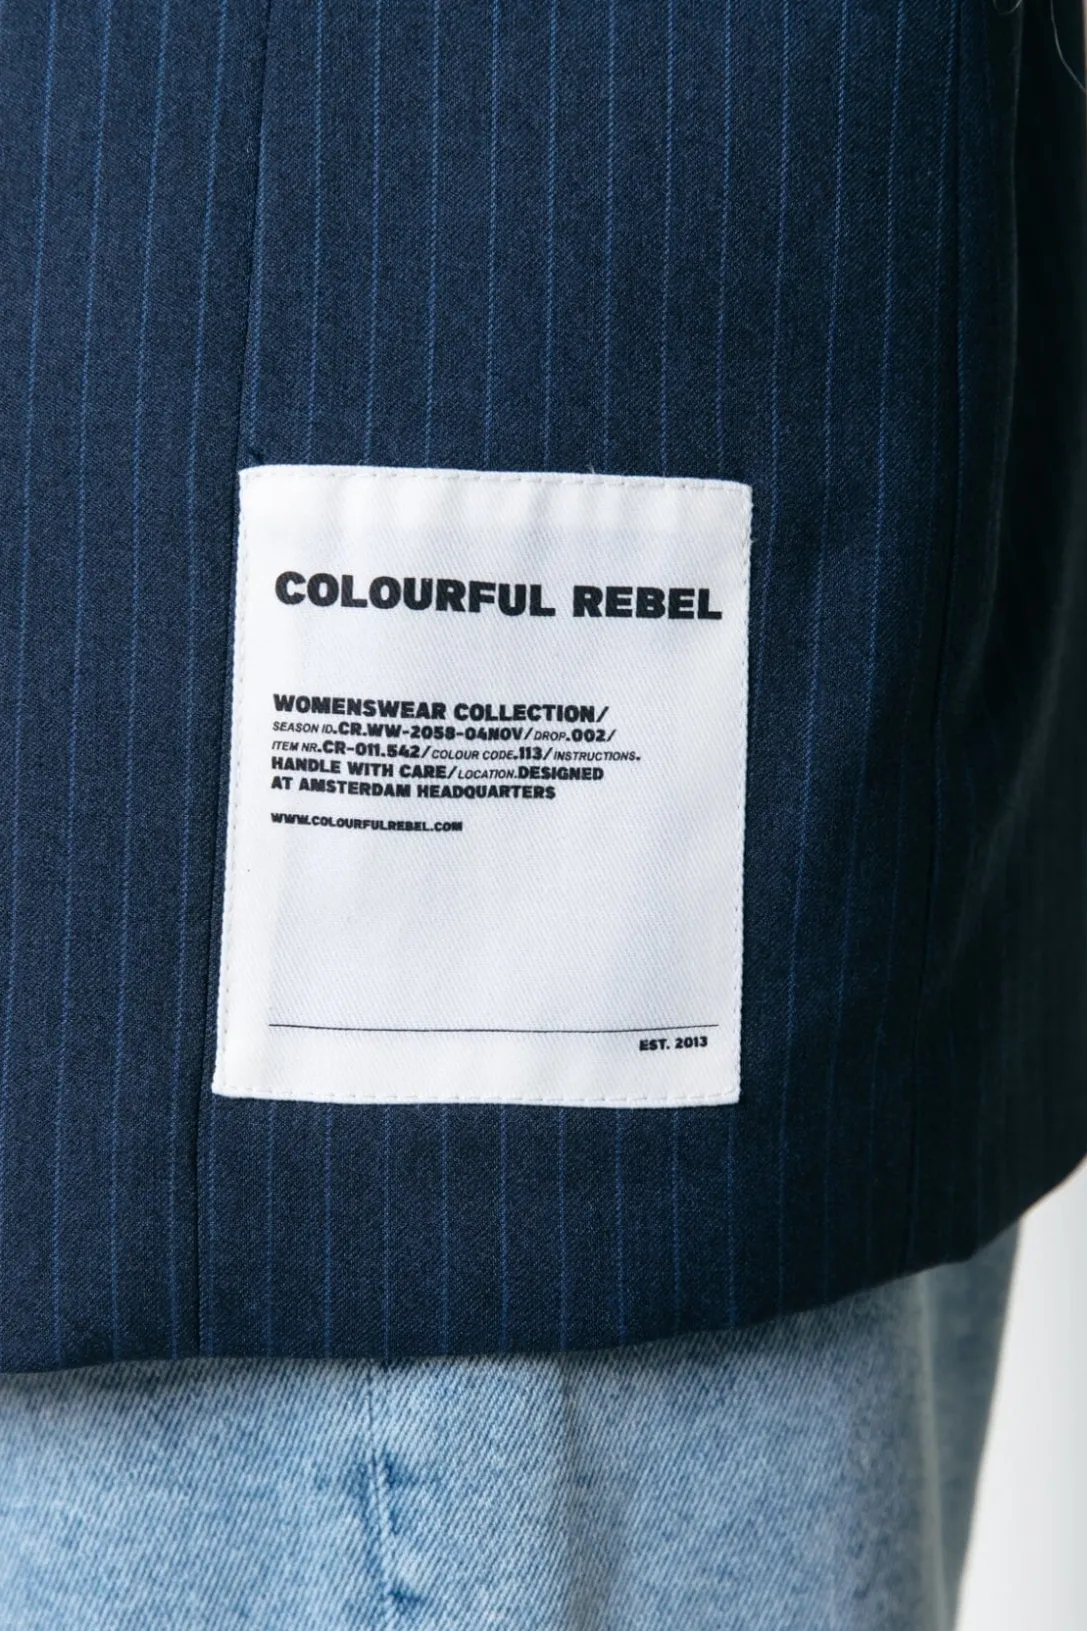 COLOURFUL REBEL
WOMENSWEAR COLLECTION/
SEASON ID.CR.WW-2058-04NOV/DROP.002/
ITEM NR.CR-011.542/COLOUR CODE.113/INSTRUCTIONS.
HANDLE WITH CARE/LOCATION.DESIGNED
AT AMSTERDAM HEADQUARTERS
WWW.COLOURFULREBEL.COM
EST. 2013